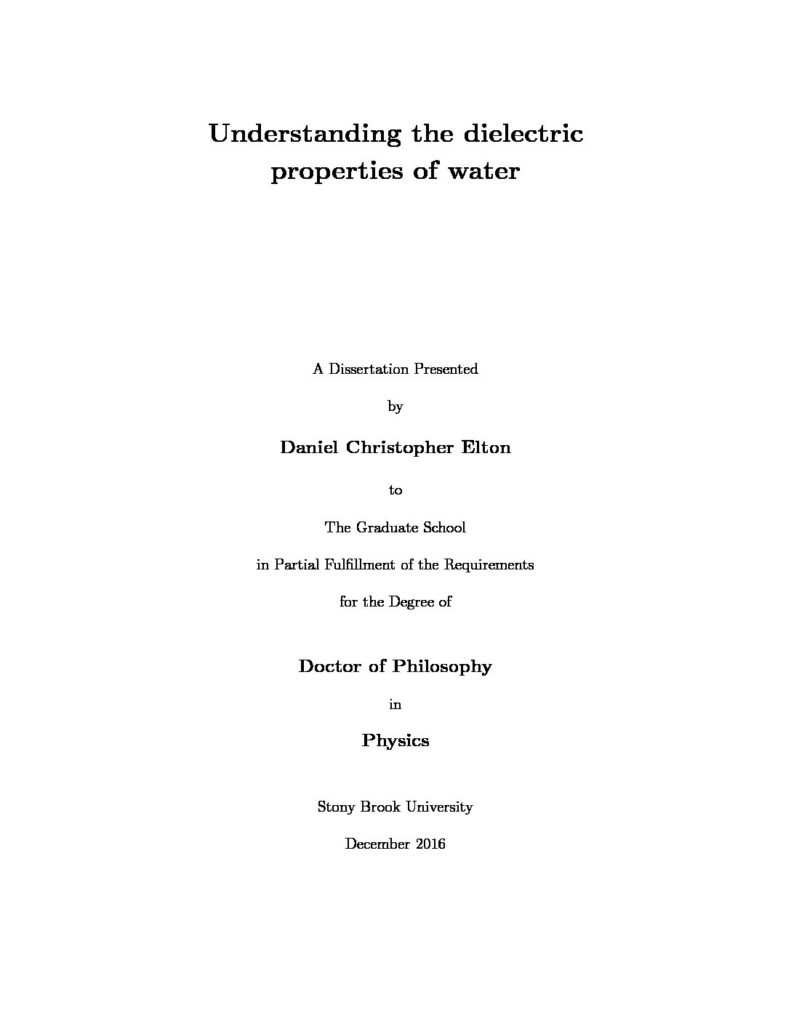 Understanding the dielectric
properties of water
A Dissertation Presented
by
Daniel Christopher Elton
to
The Graduate School
in Partial Fulfillment of the Requirements
for the Degree of
Doctor of Philosophy
in
Physics
Stony Brook University
December 2016